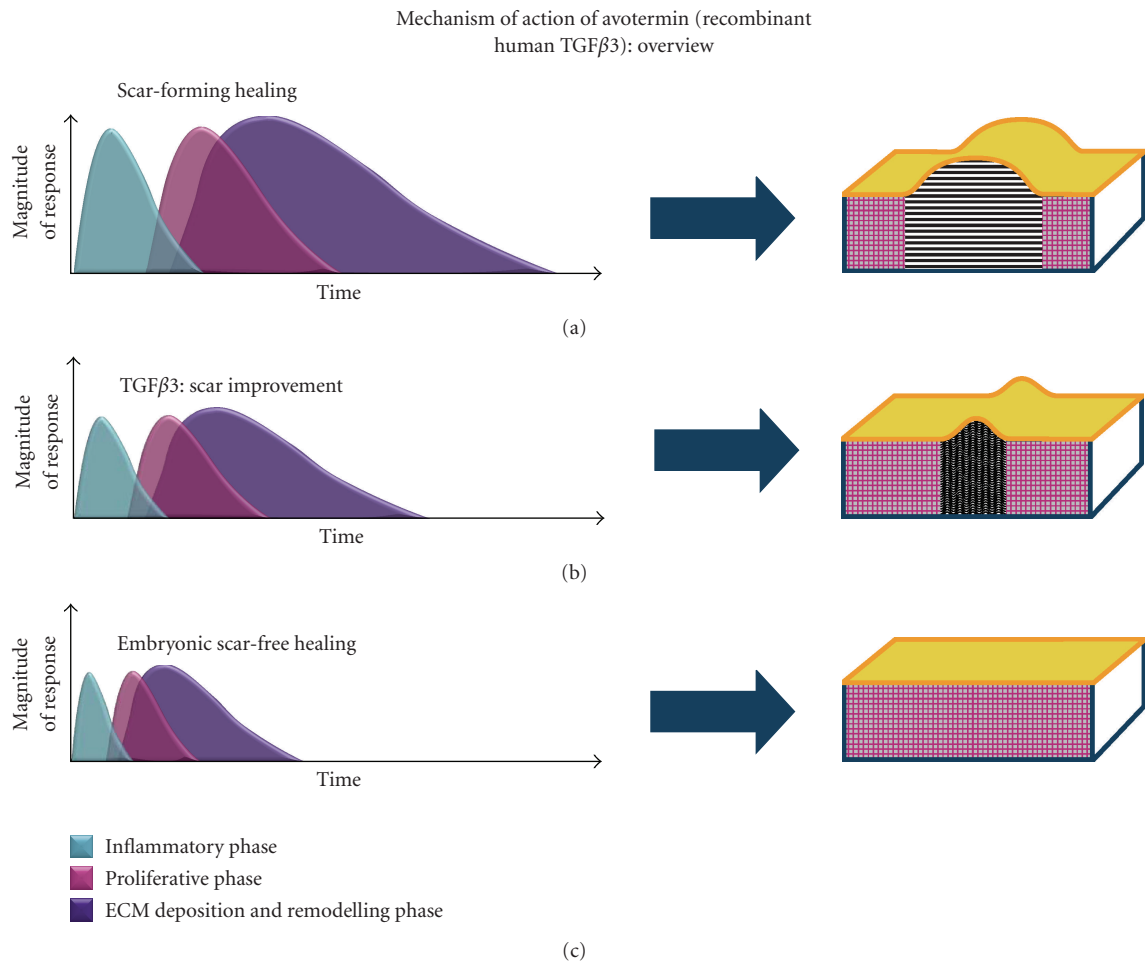 Mechanism of action of avotermin (recombinant
human TGFβ3): overview
Scar-forming healing
Magnitude
of response
Time
(a)
TGFβ3: scar improvement
Magnitude
of response
Time
(b)
Embryonic scar-free healing
Magnitude
of response
Time
Inflammatory phase
Proliferative phase
ECM deposition and remodelling phase
(c)